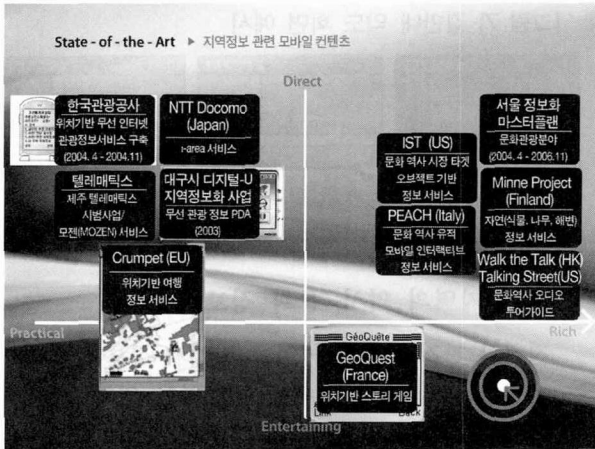 State - of - the - Art ▶ 지역정보 관련 모바일 컨텐츠
Direct
한국관광공사
위치기반 무선 인터넷
관광정보서비스 구축
(2004. 4 - 2004.11)
NTT Docomo
(Japan)
i-area 서비스
텔레매틱스
제주 텔레매틱스
시범사업/
모젠(MOZEN) 서비스
대구시 디지털-U
지역정보화 사업
무선 관광 정보 PDA
(2003)
Crumpet (EU)
위치기반 여행
정보 서비스
IST (US)
문화 역사 시장 타겟
오브젝트 기반
정보 서비스
PEACH (Italy)
문화 역사 유적
모바일 인터랙티브
정보 서비스
서울 정보화
마스터플랜
문화관광분야
(2004. 4 - 2006.11)
Minne Project
(Finland)
자연(식물, 나무, 해변)
정보 서비스
Walk the Talk (HK)
Talking Street(US)
문화역사 오디오
투어가이드
Practical
Rich
GéoQuête
GeoQuest
(France)
위치기반 스토리 게임
Link
Back
Entertaining